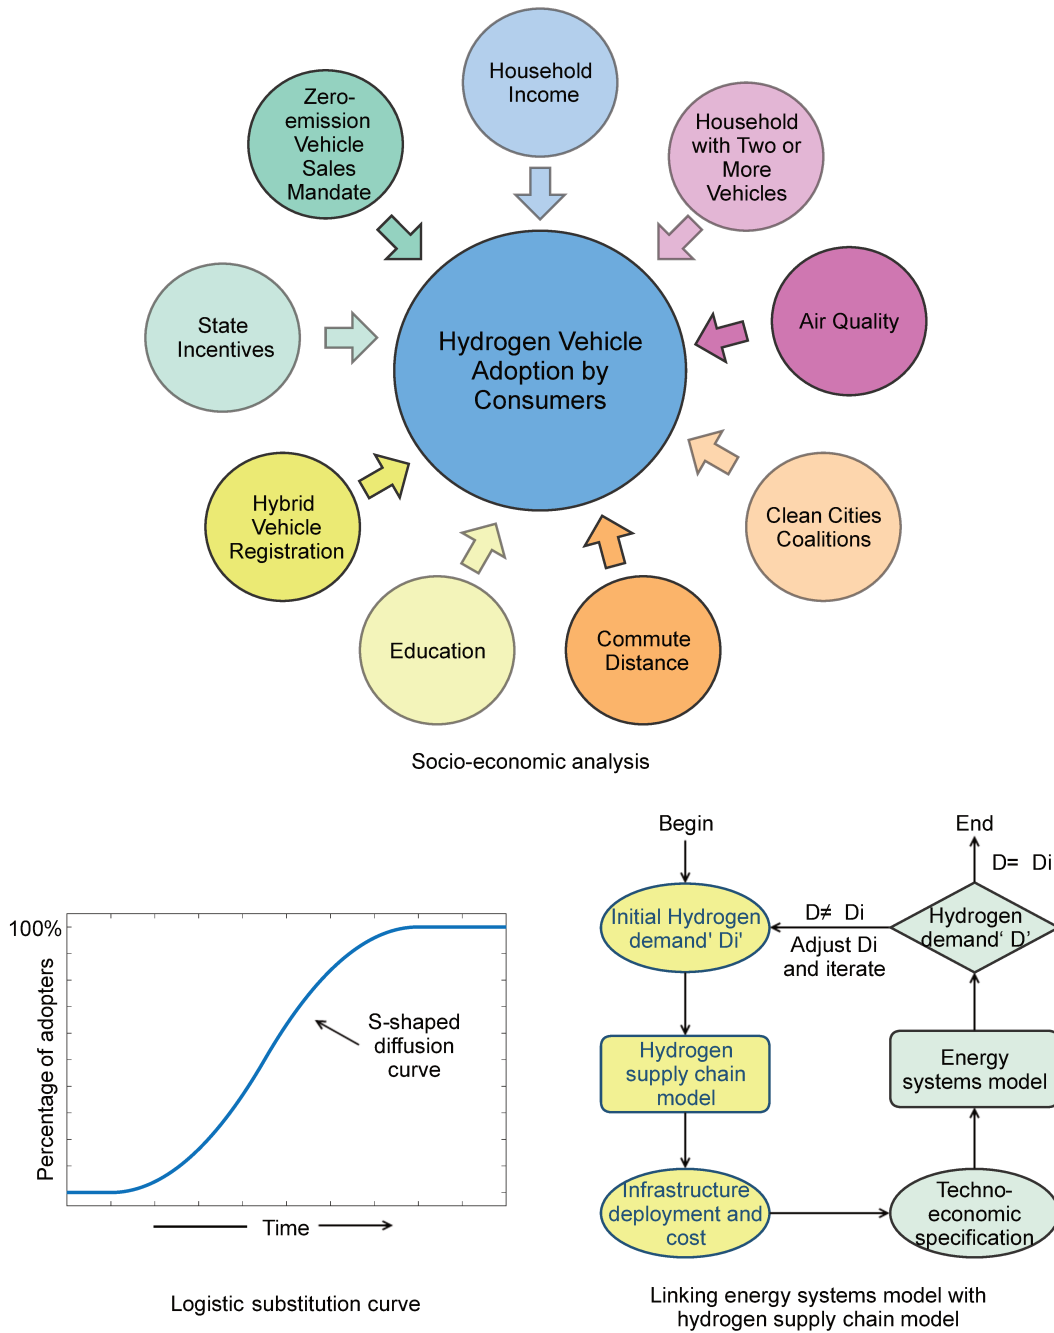 Household
Income
Zero-
emission
Vehicle
Sales
Mandate
Household
with Two or
More
Vehicles
State
Incentives
Hydrogen Vehicle
Adoption by
Consumers
Air Quality
Hybrid
Vehicle
Registration
Clean Cities
Coalitions
Education
Commute
Distance
Socio-economic analysis
100%
Percentage of adopters
S-shaped
diffusion
curve
Time
Logistic substitution curve
Begin
End
D= Di
Initial Hydrogen
demand' Di'
D≠ Di
Adjust Di
and iterate
Hydrogen
demand‘ D’
Hydrogen
supply chain
model
Energy
systems model
Infrastructure
deployment and
cost
Techno-
economic
specification
Linking energy systems model with
hydrogen supply chain model